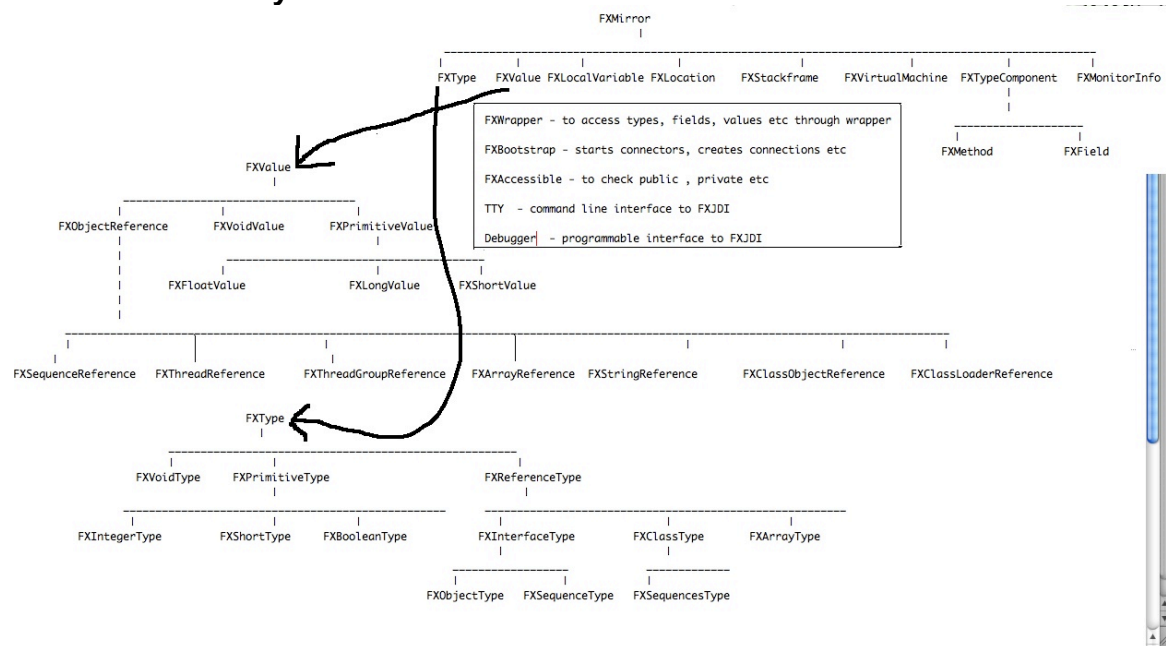 FXMirror
FXType FXValue FXLocalVariable FXLocation FXStackframe FXVirtualMachine FXTypeComponent FXMonitorInfo
FXWrapper - to access types, fields, values etc through wrapper
FXBootstrap - starts connectors, creates connections etc
FXAccessible - to check public , private etc
TTY - command line interface to FXJDI
Debugger - programmable interface to FXJDI
FXMethod FXField
FXValue
FXObjectReference FXVoidValue FXPrimitiveValue
FXFloatValue FXLongValue FXShortValue
FXSequenceReference FXThreadReference FXThreadGroupReference FXArrayReference FXStringReference FXClassObjectReference FXClassLoaderReference
FXType
FXVoidType FXPrimitiveType FXReferenceType
FXIntegerType FXShortType FXBooleanType FXInterfaceType FXClassType FXArrayType
FXObjectType FXSequenceType FXSequencesType